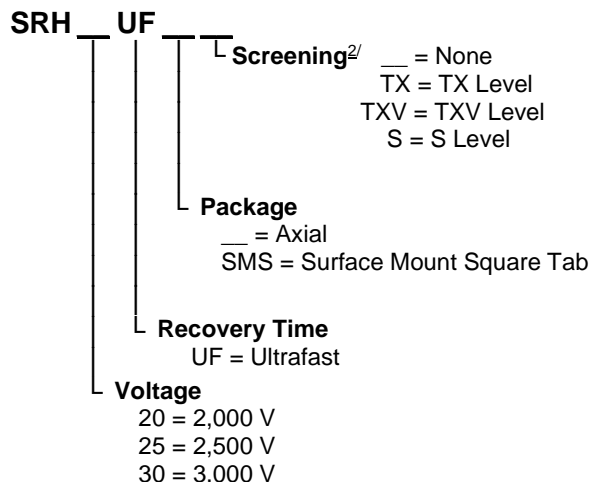 SRH __ UF __ __
Screening2/ __ = None
TX = TX Level
TXV = TXV Level
S = S Level
Package
__ = Axial
SMS = Surface Mount Square Tab
Recovery Time
UF = Ultrafast
Voltage
20 = 2,000 V
25 = 2,500 V
30 = 3,000 V